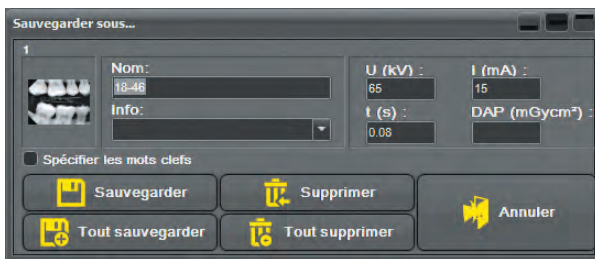 Sauvegarder sous...
1
Nom:
18-46
Info:
U (kV) :
65
I (mA) :
15
t (s) :
0.08
DAP (mGycm²) :
Spécifier les mots clefs
Sauvegarder
Supprimer
Annuler
Tout sauvegarder
Tout supprimer